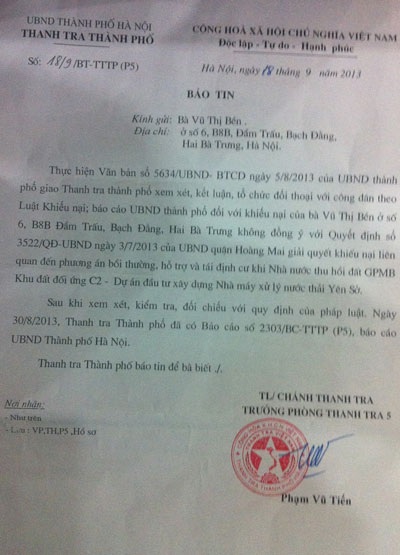 UBND THÀNH PHỐ HÀ NỘI
THANH TRA THÀNH PHỐ
Số: 18/9/BT-TTTP (P5)
CỘNG HOÀ XÃ HỘI CHỦ NGHĨA VIỆT NAM
Độc lập - Tự do - Hạnh phúc
Hà Nội, ngày 18 tháng 9 năm 2013
BÁO TIN
Kính gửi: Bà Vũ Thị Bên.
Địa chỉ: ở số 6, B8B, Đầm Trấu, Bạch Đằng,
Hai Bà Trưng, Hà Nội.
Thực hiện Văn bản số 5634/UBND- BTCD ngày 5/8/2013 của UBND thành
phố giao Thanh tra thành phố xem xét, kết luận, tổ chức đối thoại với công dân theo
Luật Khiếu nại; báo cáo UBND thành phố đối với khiếu nại của bà Vũ Thị Bên ở số
6, B8B Đầm Trấu, Bạch Đằng, Hai Bà Trưng không đồng ý với Quyết định số
3522/QĐ-UBND ngày 3/7/2013 của UBND quận Hoàng Mai giải quyết khiếu nại liên
quan đến phương án bồi thường, hỗ trợ và tái định cư khi Nhà nước thu hồi đất GPMB
Khu đất đối ứng C2 - Dự án đầu tư xây dựng Nhà máy xử lý nước thải Yên Sở.
Sau khi xem xét, kiểm tra, đối chiếu với quy định của pháp luật. Ngày
30/8/2013, Thanh tra Thành phố đã có Báo cáo số 2303/BC-TTTP (P5), báo cáo
UBND Thành phố Hà Nội.
Thanh tra Thành phố báo tin để bà biết ./.
Nơi nhận:
- Như trên
- Lưu : VP,TH,P5 ,Hồ sơ
TL/ CHÁNH THANH TRA
TRƯỞNG PHÒNG THANH TRA 5
Phạm Vũ Tiến